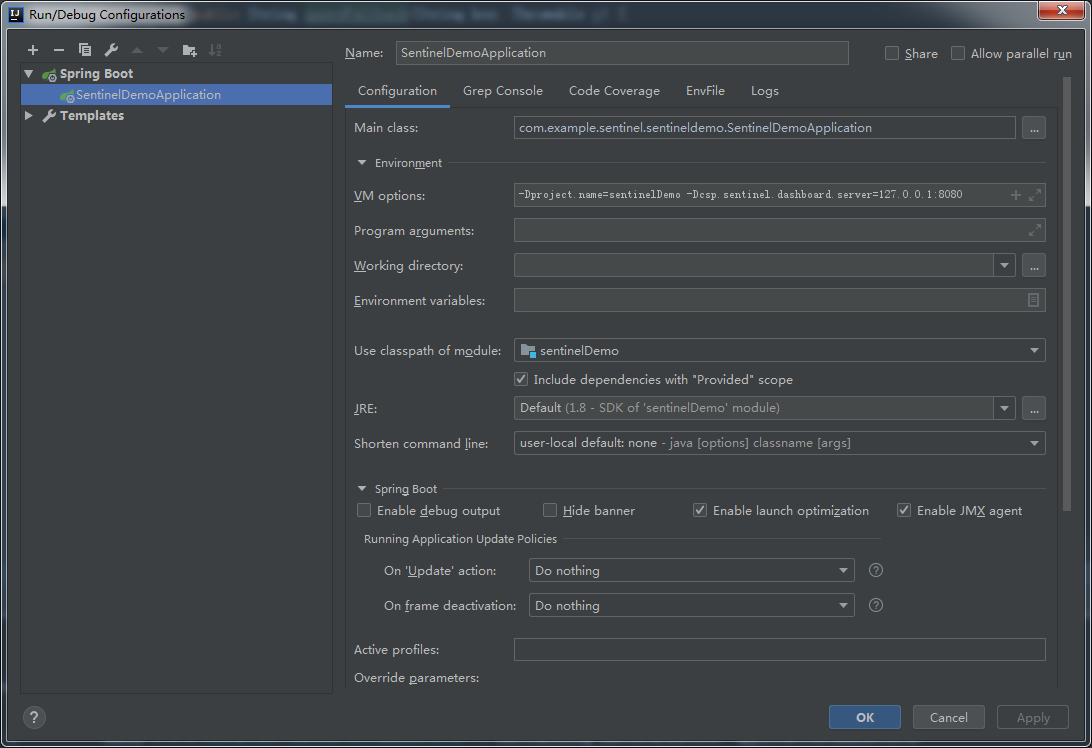 Run/Debug Configurations
Spring Boot
SentinelDemoApplication
Templates
Name: SentinelDemoApplication
Share
Allow parallel run
Configuration Grep Console Code Coverage EnvFile Logs
Main class: com.example.sentinel.sentineldemo.SentinelDemoApplication ...
Environment
VM options: -Dproject.name=sentinelDemo -Dcsp.sentinel.dashboard.server=127.0.0.1:8080
Program arguments:
Working directory: ...
Environment variables:
Use classpath of module: sentinelDemo
Include dependencies with "Provided" scope
JRE: Default (1.8 - SDK of 'sentinelDemo' module) ...
Shorten command line: user-local default: none - java [options] classname [args]
Spring Boot
Enable debug output Hide banner Enable launch optimization Enable JMX agent
Running Application Update Policies
On 'Update' action: Do nothing ?
On frame deactivation: Do nothing ?
Active profiles:
Override parameters:
? OK Cancel Apply